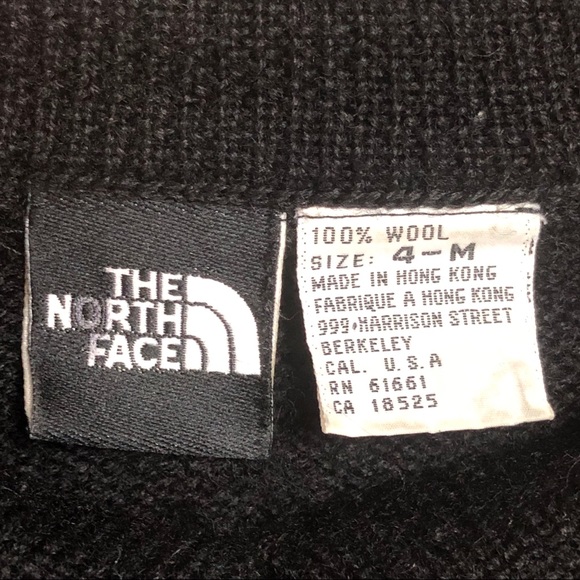 THE
NORTH
FACE
100% WOOL
SIZE: 4-M
MADE IN HONG KONG
FABRIQUE A HONG KONG
999 HARRISON STREET
BERKELEY
CAL. U.S.A
RN 61661
CA 18525